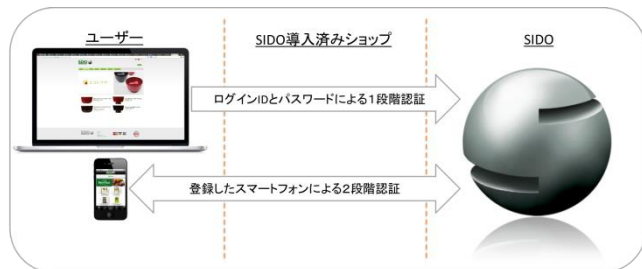 ユーザー
SIDO導入済みショップ
SIDO
ログインIDとパスワードによる1段階認証
登録したスマートフォンによる2段階認証